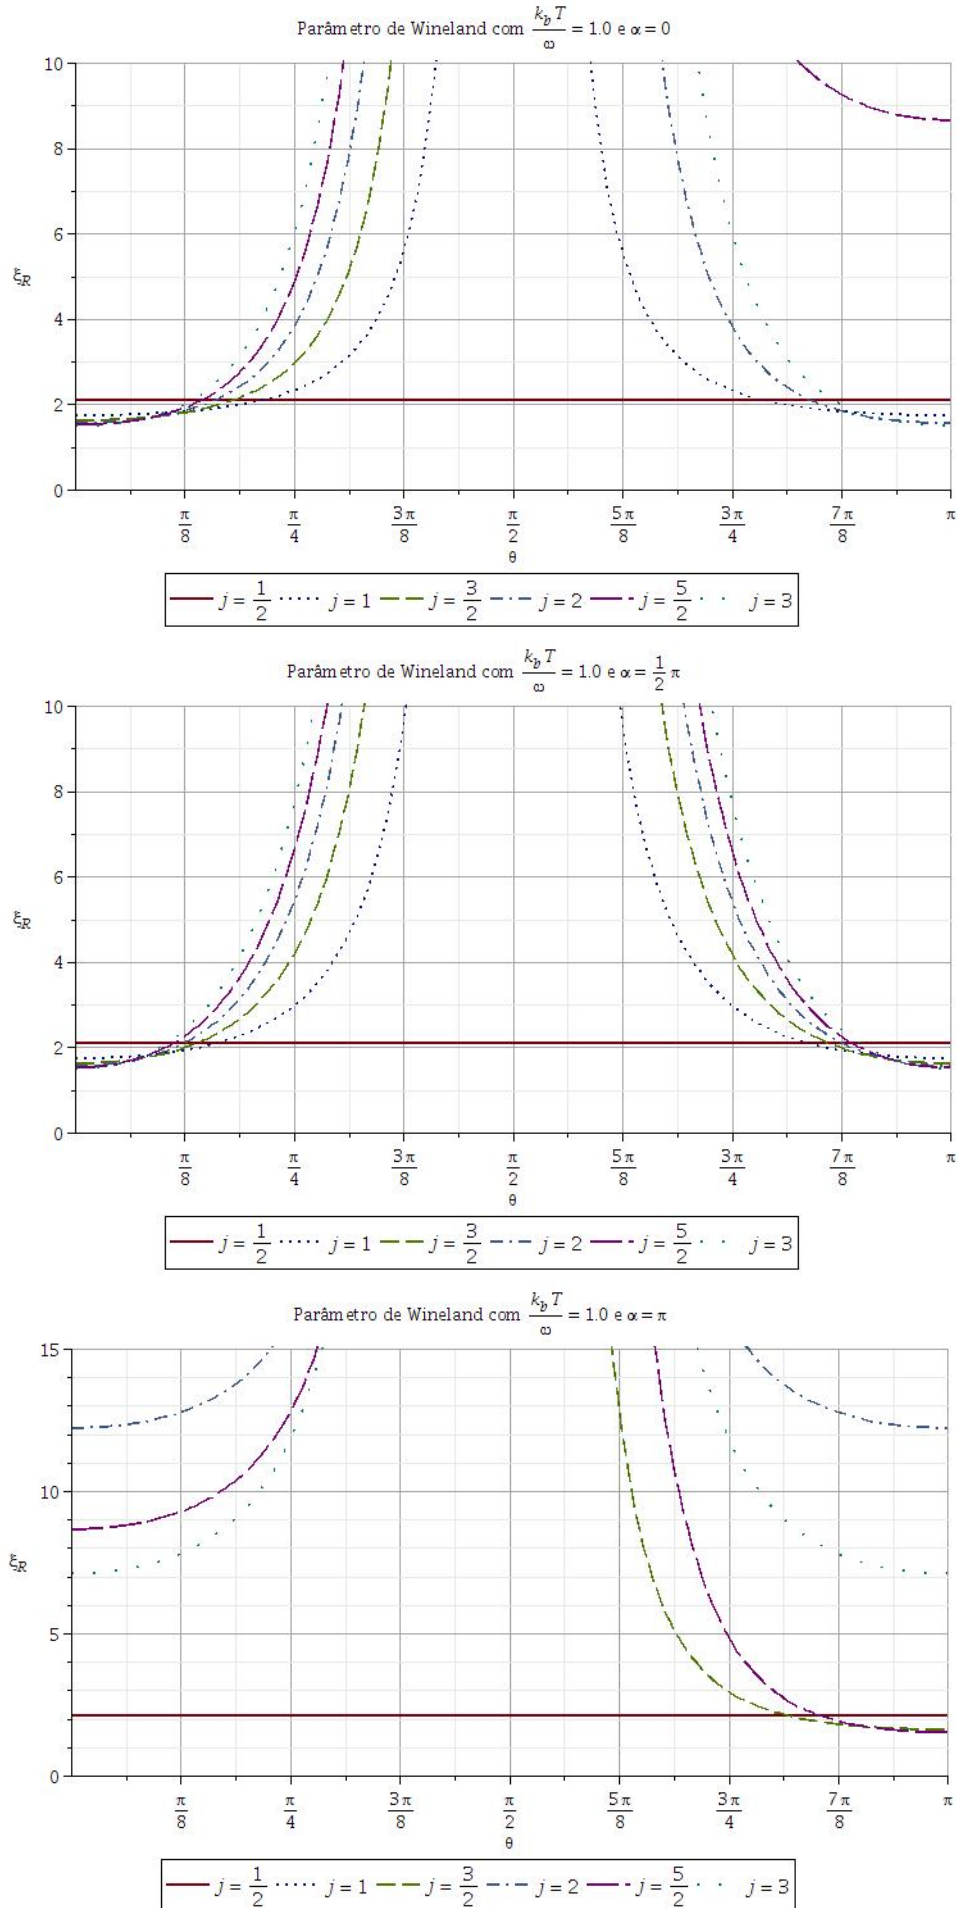 Parâmetro de Wineland com k_b T / ω = 1.0 e α = 0
10
8
6
ξ_R
4
2
0
π/8 π/4 3π/8 π/2 5π/8 3π/4 7π/8 π
θ
j = 1/2 j = 1 j = 3/2 j = 2 j = 5/2 j = 3
Parâmetro de Wineland com k_b T / ω = 1.0 e α = 1/2 π
10
8
6
ξ_R
4
2
0
π/8 π/4 3π/8 π/2 5π/8 3π/4 7π/8 π
θ
j = 1/2 j = 1 j = 3/2 j = 2 j = 5/2 j = 3
Parâmetro de Wineland com k_b T / ω = 1.0 e α = π
15
10
ξ_R
5
0
π/8 π/4 3π/8 π/2 5π/8 3π/4 7π/8 π
θ
j = 1/2 j = 1 j = 3/2 j = 2 j = 5/2 j = 3